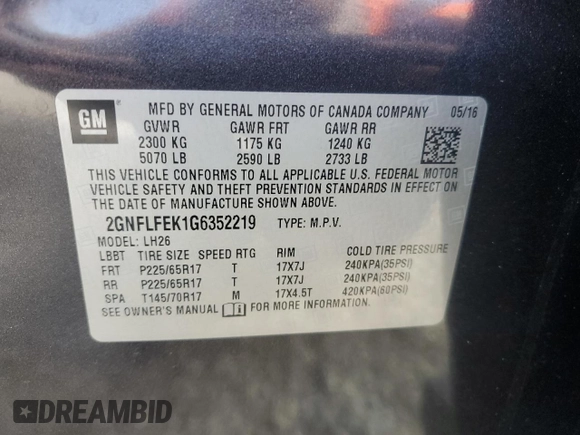 GM
MFD BY GENERAL MOTORS OF CANADA COMPANY 05/16
GVWR GAWR FRT GAWR RR
2300 KG 1175 KG 1240 KG
5070 LB 2590 LB 2733 LB
THIS VEHICLE CONFORMS TO ALL APPLICABLE U.S. FEDERAL MOTOR
VEHICLE SAFETY AND THEFT PREVENTION STANDARDS IN EFFECT ON
THE DATE OF MANUFACTURE SHOWN ABOVE.
2GNFLFEK1G6352219 TYPE: M.P.V.
MODEL: LH26
LBBT TIRE SIZE SPEED RTG RIM COLD TIRE PRESSURE
FRT P225/65R17 T 17X7J 240KPA(35PSI)
RR P225/65R17 T 17X7J 240KPA(35PSI)
SPA T145/70R17 M 17X4.5T 420KPA(60PSI)
SEE OWNER'S MANUAL FOR MORE INFORMATION.
DREAMBID